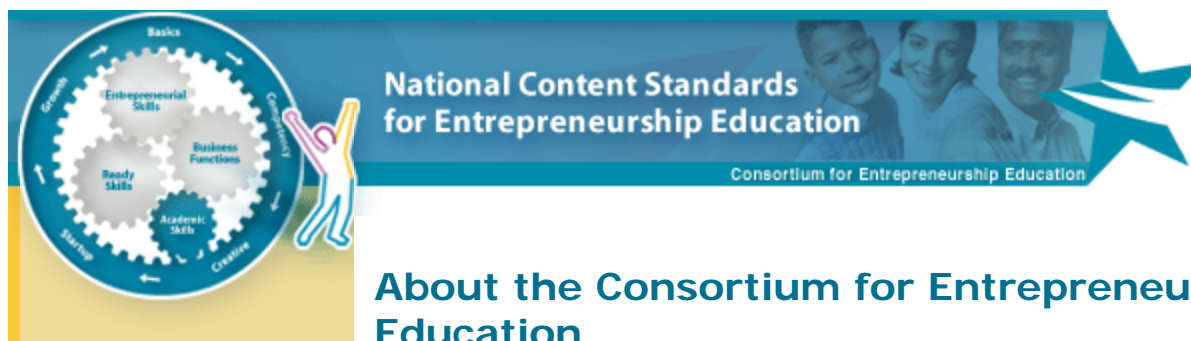 Basics
Growth
Entrepreneurial
Skills
Competency
Business
Functions
Ready
Skills
Academic
Skills
Startup
Creative
National Content Standards
for Entrepreneurship Education
Consortium for Entrepreneurship Education
About the Consortium for Entrepreneu
Education